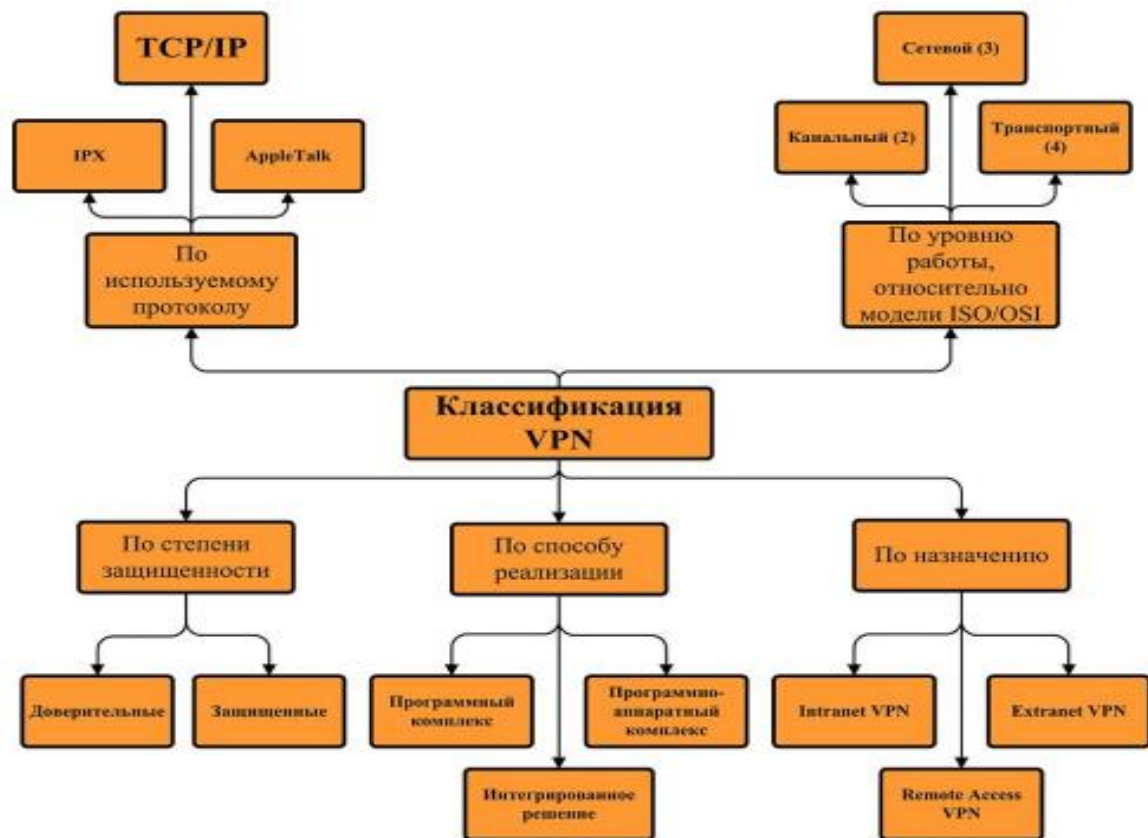 TCP/IP
Сетевой (3)
IPX
AppleTalk
Канальный (2)
Транспортный
(4)
По
используемому
протоколу
По уровню
работы,
относительно
модели ISO/OSI
Классификация
VPN
По степени
защищенности
По способу
реализации
По назначению
Доверительные
Защищенные
Программный
комплекс
Программно-
аппаратный
комплекс
Intranet VPN
Extranet VPN
Интегрированное
решение
Remote Access
VPN